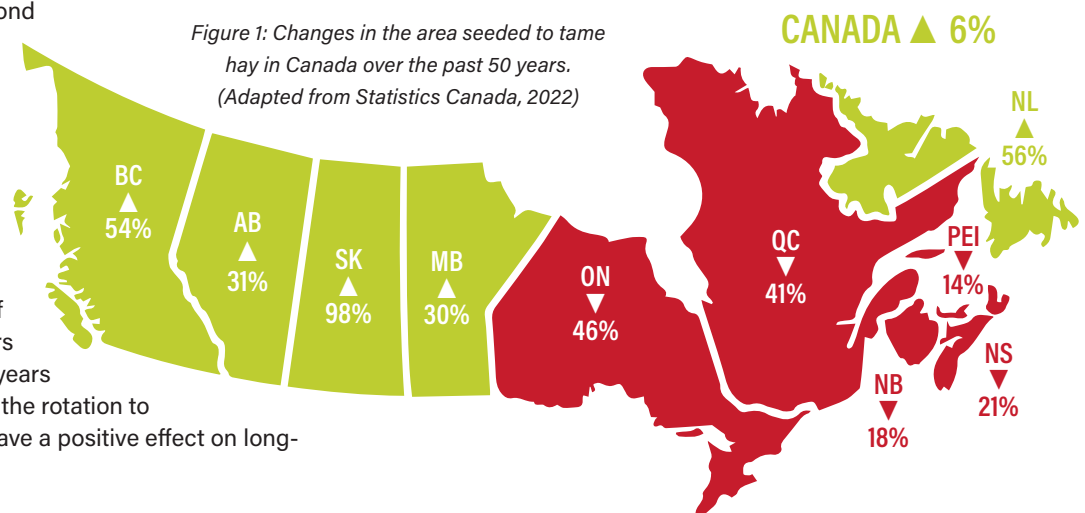 ond
Figure 1: Changes in the area seeded to tame
hay in Canada over the past 50 years.
(Adapted from Statistics Canada, 2022)
CANADA ▲ 6%
NL
▲
56%
BC
▲
54%
AB
▲
31%
SK
▲
98%
MB
▲
30%
ON
▼
46%
QC
▼
41%
PEI
▼
14%
NS
▼
21%
NB
▼
18%
f
rs
years
the rotation to
ave a positive effect on long-